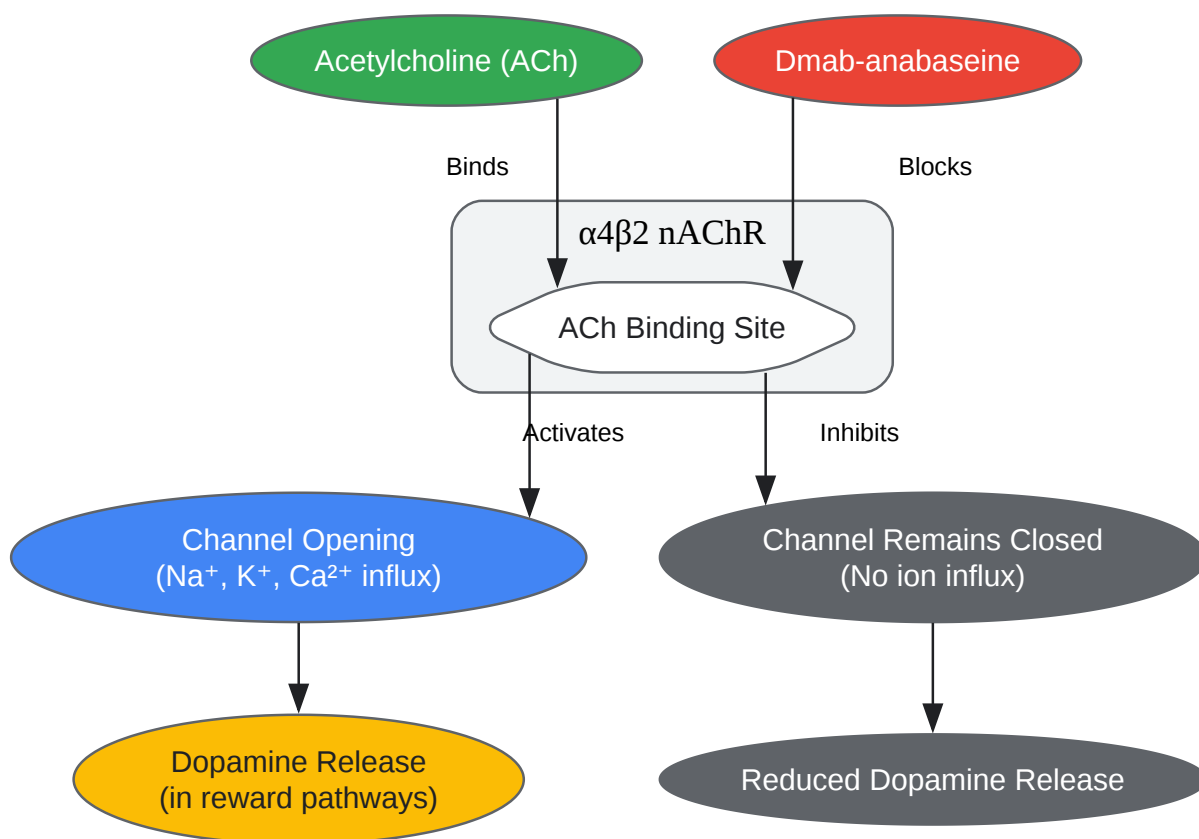 Acetylcholine (ACh)
Dmab-anabaseine
Binds
Blocks
α4β2 nAChR
ACh Binding Site
Activates
Inhibits
Channel Opening
(Na⁺, K⁺, Ca²⁺ influx)
Channel Remains Closed
(No ion influx)
Dopamine Release
(in reward pathways)
Reduced Dopamine Release